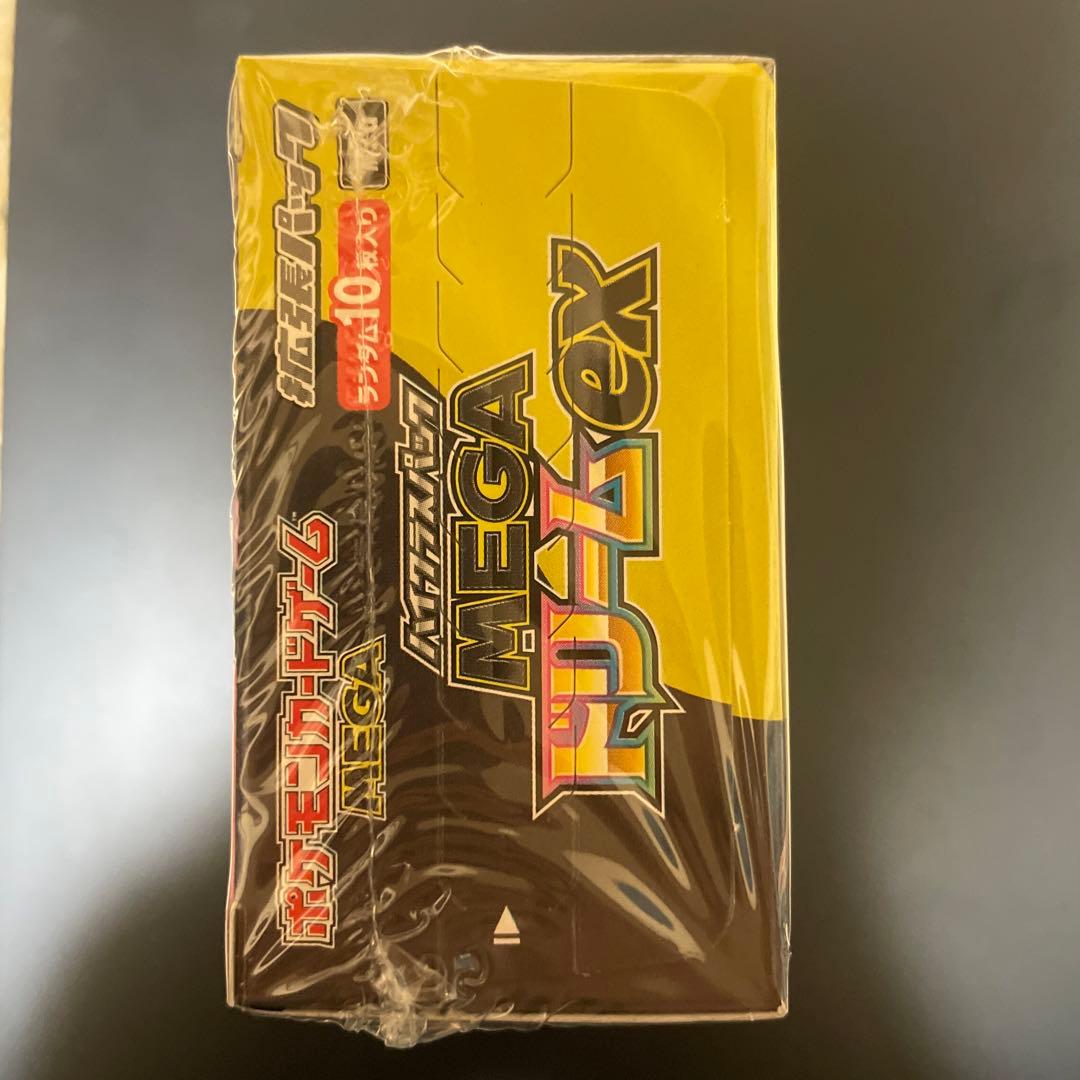 ポケモンカードゲーム™
MEGA
拡張パック
ランダム10枚入り
ハイクラスパック
MEGA
ドリームex